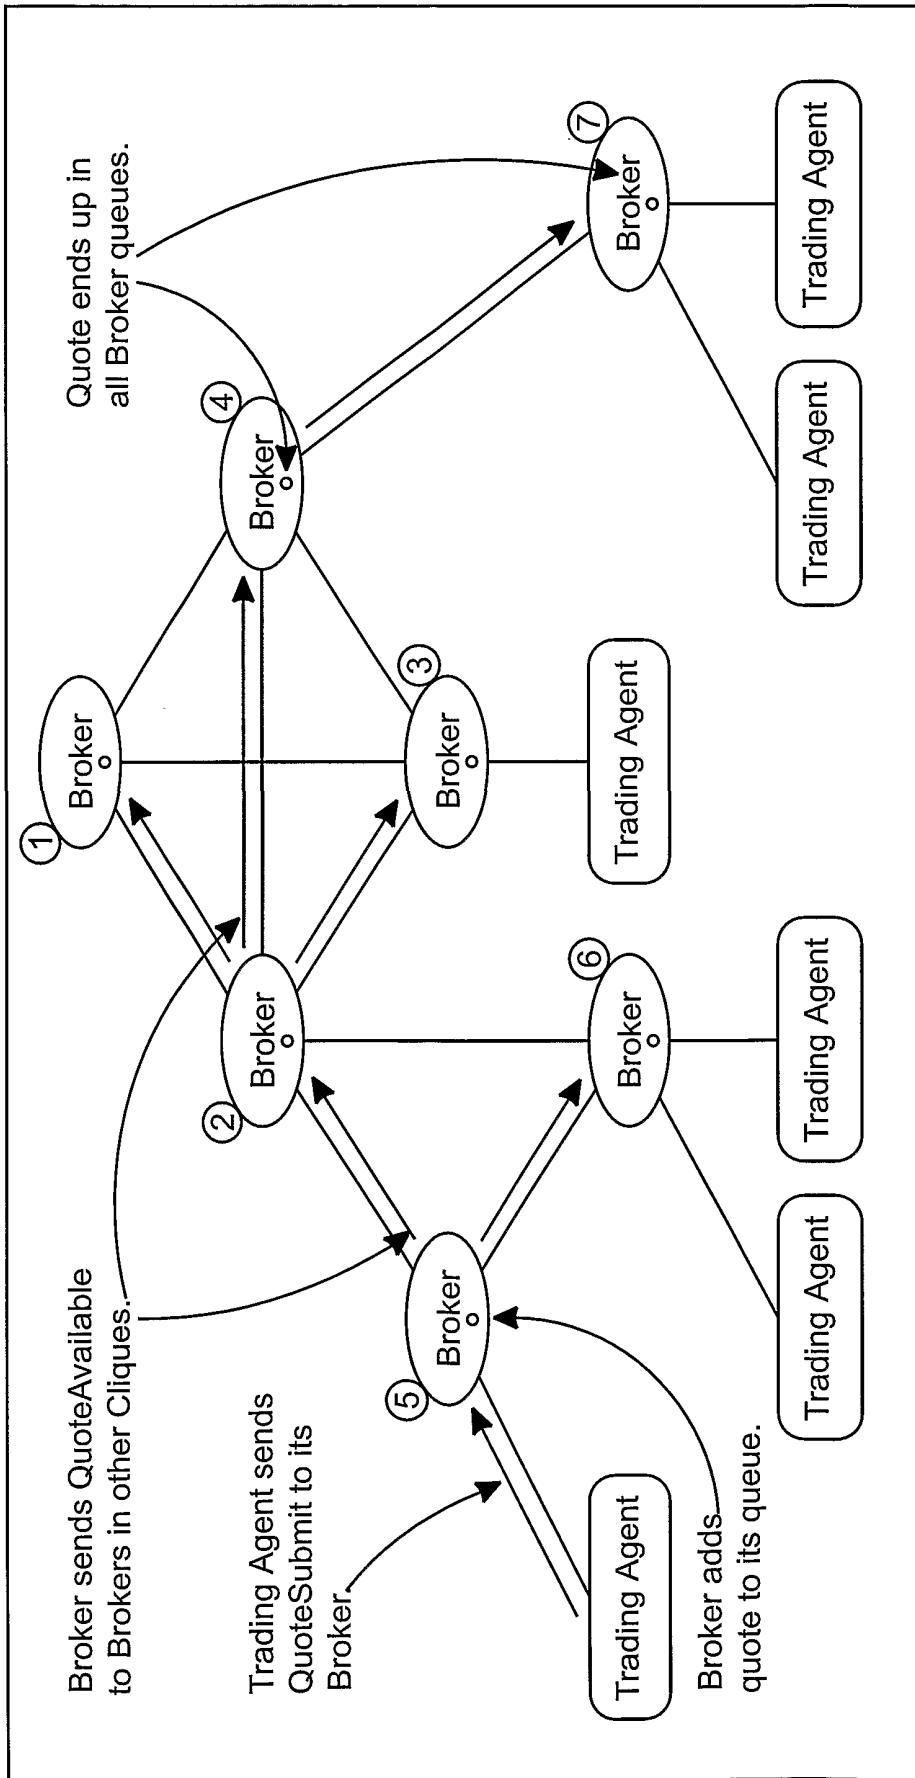 Broker sends QuoteAvailable
to Brokers in other Cliques.
Quote ends up in
all Broker queues.
Trading Agent sends
QuoteSubmit to its
Broker.
Broker adds
quote to its queue.
1
Broker
2
Broker
4
Broker
5
Broker
3
Broker
6
Broker
7
Broker
Trading Agent
Trading Agent
Trading Agent
Trading Agent
Trading Agent
Trading Agent